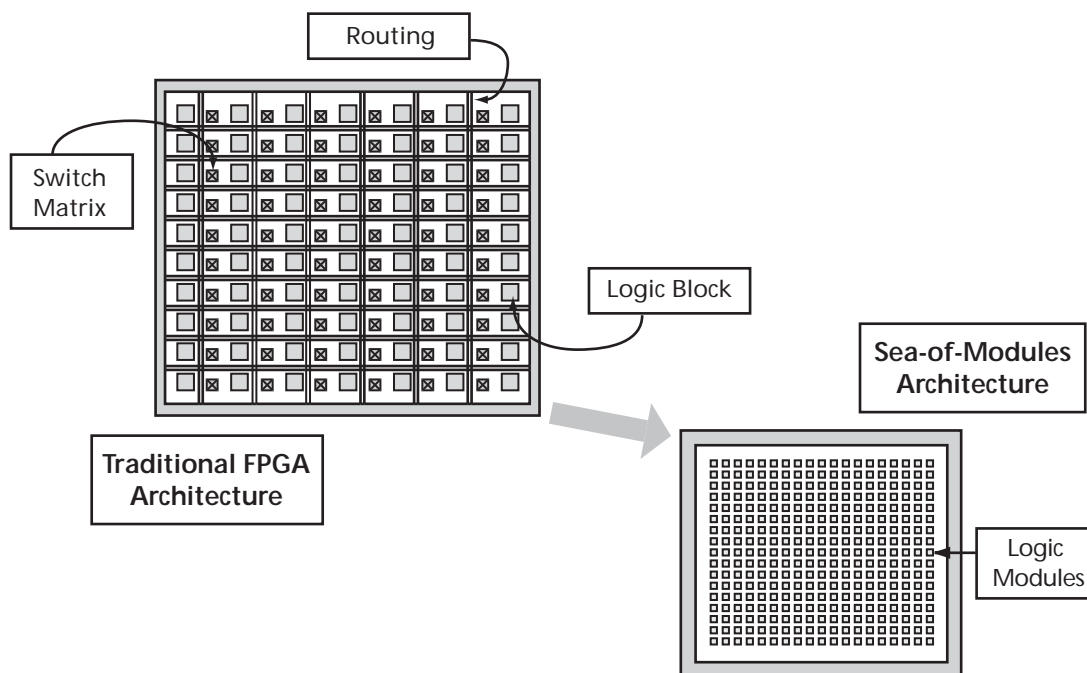 Routing
Switch
Matrix
Logic Block
Sea-of-Modules
Architecture
Traditional FPGA
Architecture
Logic
Modules